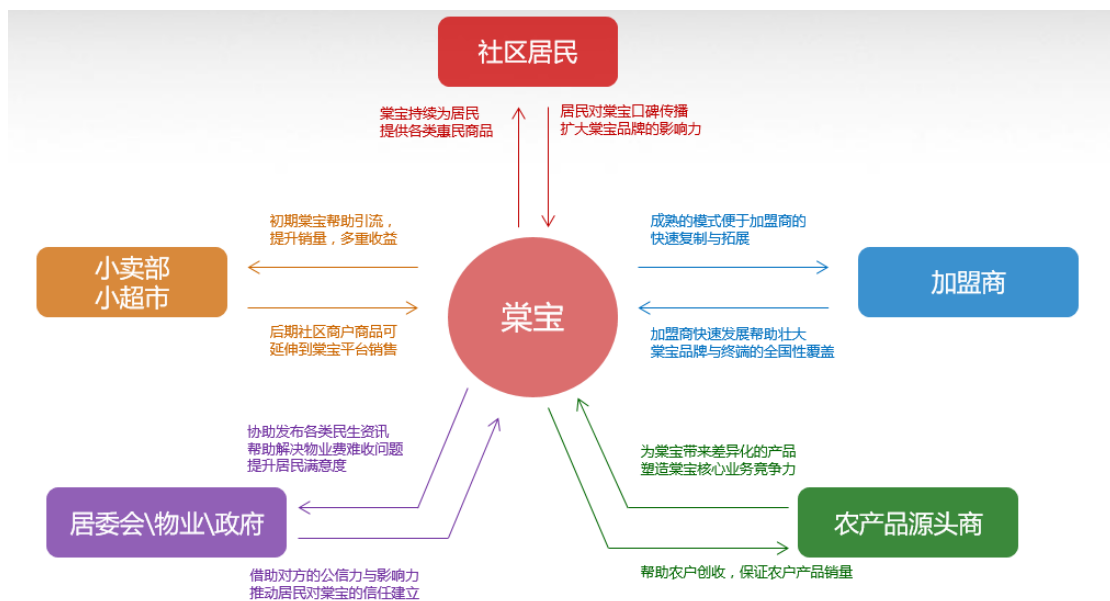 社区居民
棠宝持续为居民
提供各类惠民商品
居民对棠宝口碑传播
扩大棠宝品牌的影响力
初期棠宝帮助引流，
提升销量，多重收益
成熟的模式便于加盟商的
快速复制与拓展
小卖部
小超市
棠宝
加盟商
后期社区商户商品可
延伸到棠宝平台销售
加盟商快速发展帮助壮大
棠宝品牌与终端的全国性覆盖
协助发布各类民生资讯
帮助解决物业费难收问题
提升居民满意度
为棠宝带来差异化的产品
塑造棠宝核心业务竞争力
居委会\物业\政府
农产品源头商
借助对方的公信力与影响力
推动居民对棠宝的信任建立
帮助农户创收，保证农户产品销量